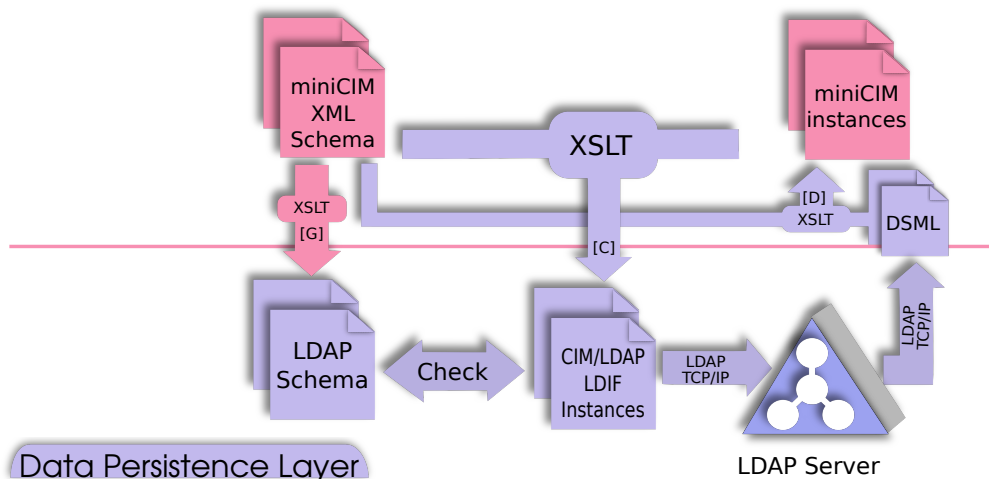 miniCIM
XML
Schema
XSLT
miniCIM
instances
XSLT
[G]
[C]
[D]
XSLT
DSML
LDAP
Schema
Check
CIM/LDAP
LDIF
Instances
LDAP
TCP/IP
LDAP
TCP/IP
LDAP Server
Data Persistence Layer